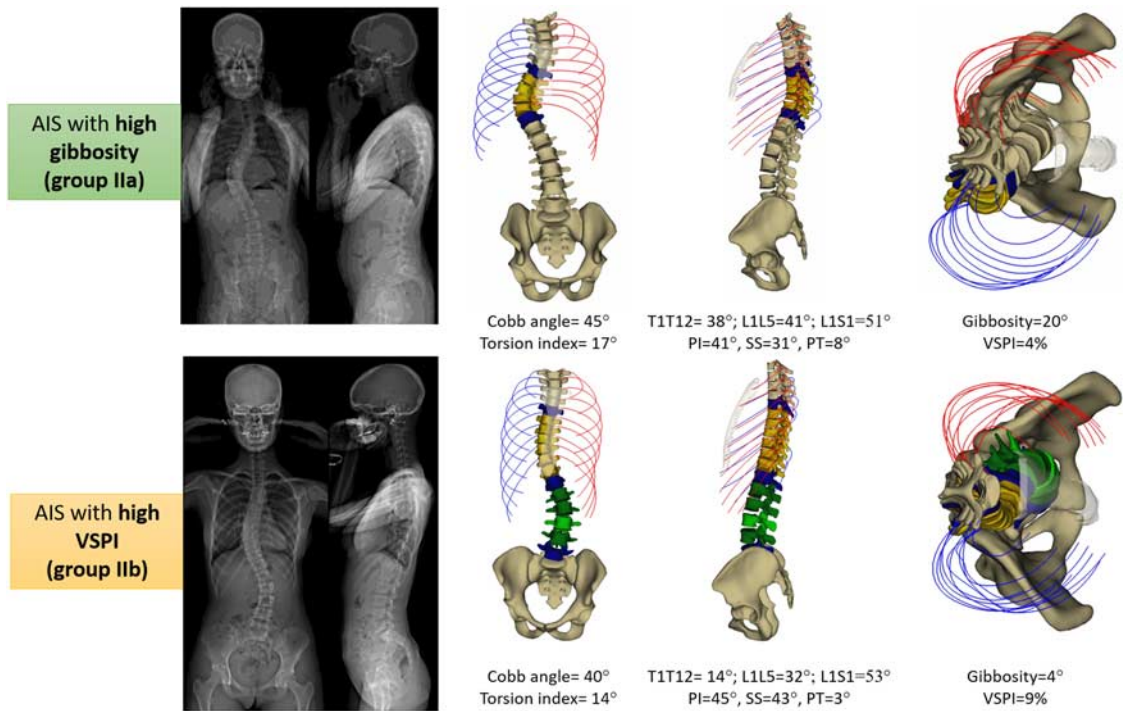 AIS with high
gibbosity
(group IIa)
Cobb angle= 45°
Torsion index= 17°
T1T12= 38°; L1L5=41°; L1S1=51°
PI=41°, SS=31°, PT=8°
Gibbosity=20°
VSPI=4%
AIS with high
VSPI
(group IIb)
Cobb angle= 40°
Torsion index= 14°
T1T12= 14°; L1L5=32°; L1S1=53°
PI=45°, SS=43°, PT=3°
Gibbosity=4°
VSPI=9%